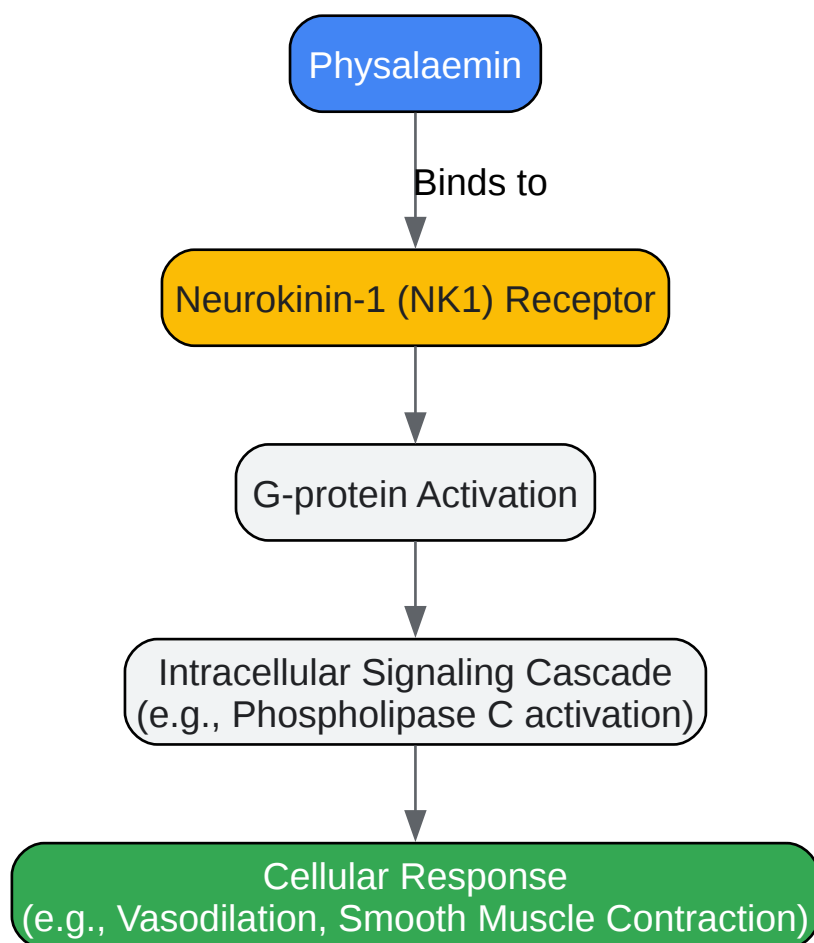 Physalaemin
Binds to
Neurokinin-1 (NK1) Receptor
G-protein Activation
Intracellular Signaling Cascade
(e.g., Phospholipase C activation)
Cellular Response
(e.g., Vasodilation, Smooth Muscle Contraction)